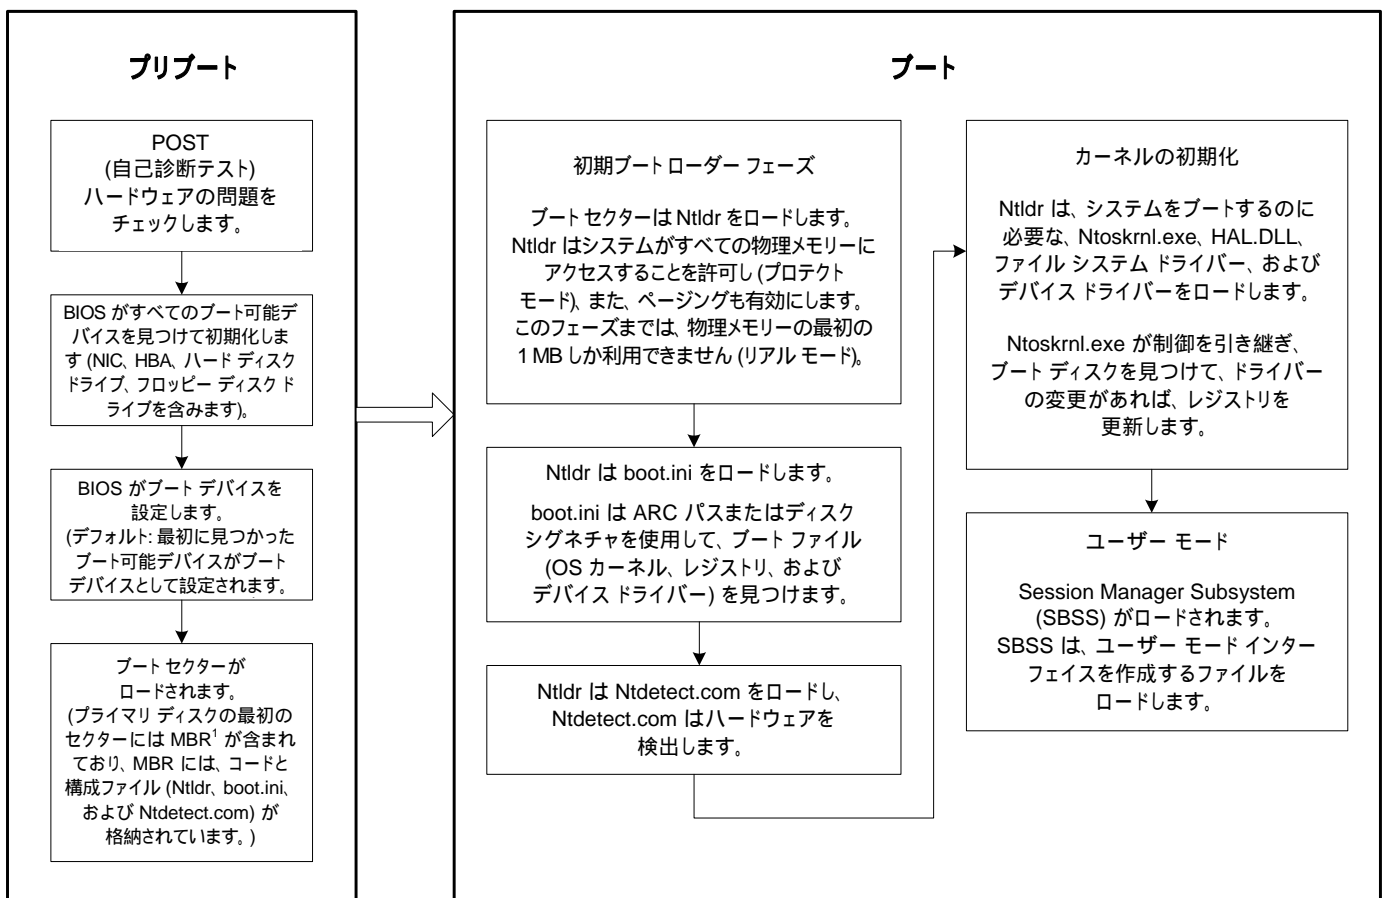 プリブート
POST
(自己診断テスト)
ハードウェアの問題を
チェックします。
BIOS がすべてのブート可能デ
バイスを見つけて初期化しま
す (NIC、HBA、ハード ディスク
ドライブ、フロッピー ディスク ド
ライブを含みます)。
BIOS がブート デバイスを
設定します。
(デフォルト: 最初に見つかった
ブート可能デバイスがブート
デバイスとして設定されます。
ブート セクターが
ロードされます。
(プライマリ ディスクの最初の
セクターには MBR1 が含まれ
ており、MBR には、コードと
構成ファイル (Ntldr、boot.ini、
および Ntdetect.com) が
格納されています。)
ブート
初期ブート ローダー フェーズ
ブート セクターは Ntldr をロードします。
Ntldr はシステムがすべての物理メモリーに
アクセスすることを許可し (プロテクト
モード)、また、ページングも有効にします。
このフェーズまでは、物理メモリーの最初の
1 MB しか利用できません (リアル モード)。
Ntldr は boot.ini をロードします。
boot.ini は ARC パスまたはディスク
シグネチャを使用して、ブート ファイル
(OS カーネル、レジストリ、および
デバイス ドライバー) を見つけます。
Ntldr は Ntdetect.com をロードし、
Ntdetect.com はハードウェアを
検出します。
カーネルの初期化
Ntldr は、システムをブートするのに
必要な、Ntoskrnl.exe、HAL.DLL、
ファイル システム ドライバー、および
デバイス ドライバーをロードします。
Ntoskrnl.exe が制御を引き継ぎ、
ブート ディスクを見つけて、ドライバー
の変更があれば、レジストリを
更新します。
ユーザー モード
Session Manager Subsystem
(SBSS) がロードされます。
SBSS は、ユーザー モード インター
フェイスを作成するファイルを
ロードします。